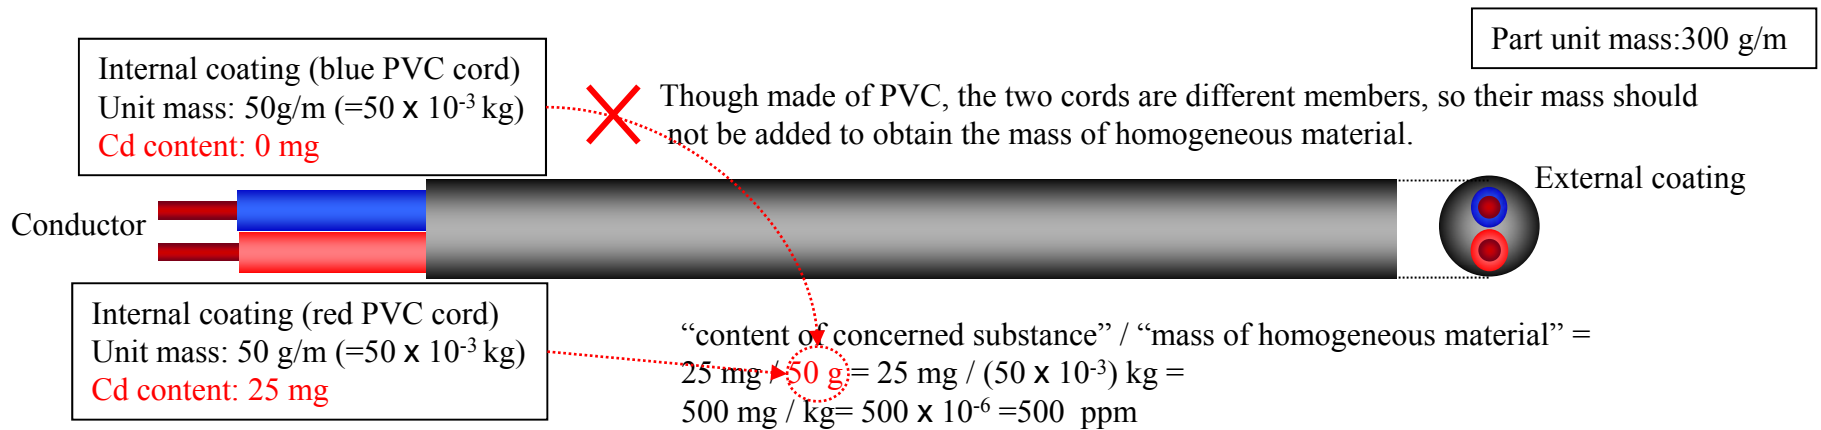 Part unit mass:300 g/m
Internal coating (blue PVC cord)
Unit mass: 50g/m (=50 x 10⁻³ kg)
Cd content: 0 mg
Though made of PVC, the two cords are different members, so their mass should
not be added to obtain the mass of homogeneous material.
External coating
Conductor
Internal coating (red PVC cord)
Unit mass: 50 g/m (=50 x 10⁻³ kg)
Cd content: 25 mg
“content of concerned substance” / “mass of homogeneous material” =
25 mg / 50 g = 25 mg / (50 x 10⁻³) kg =
500 mg / kg= 500 x 10⁻⁶ =500 ppm